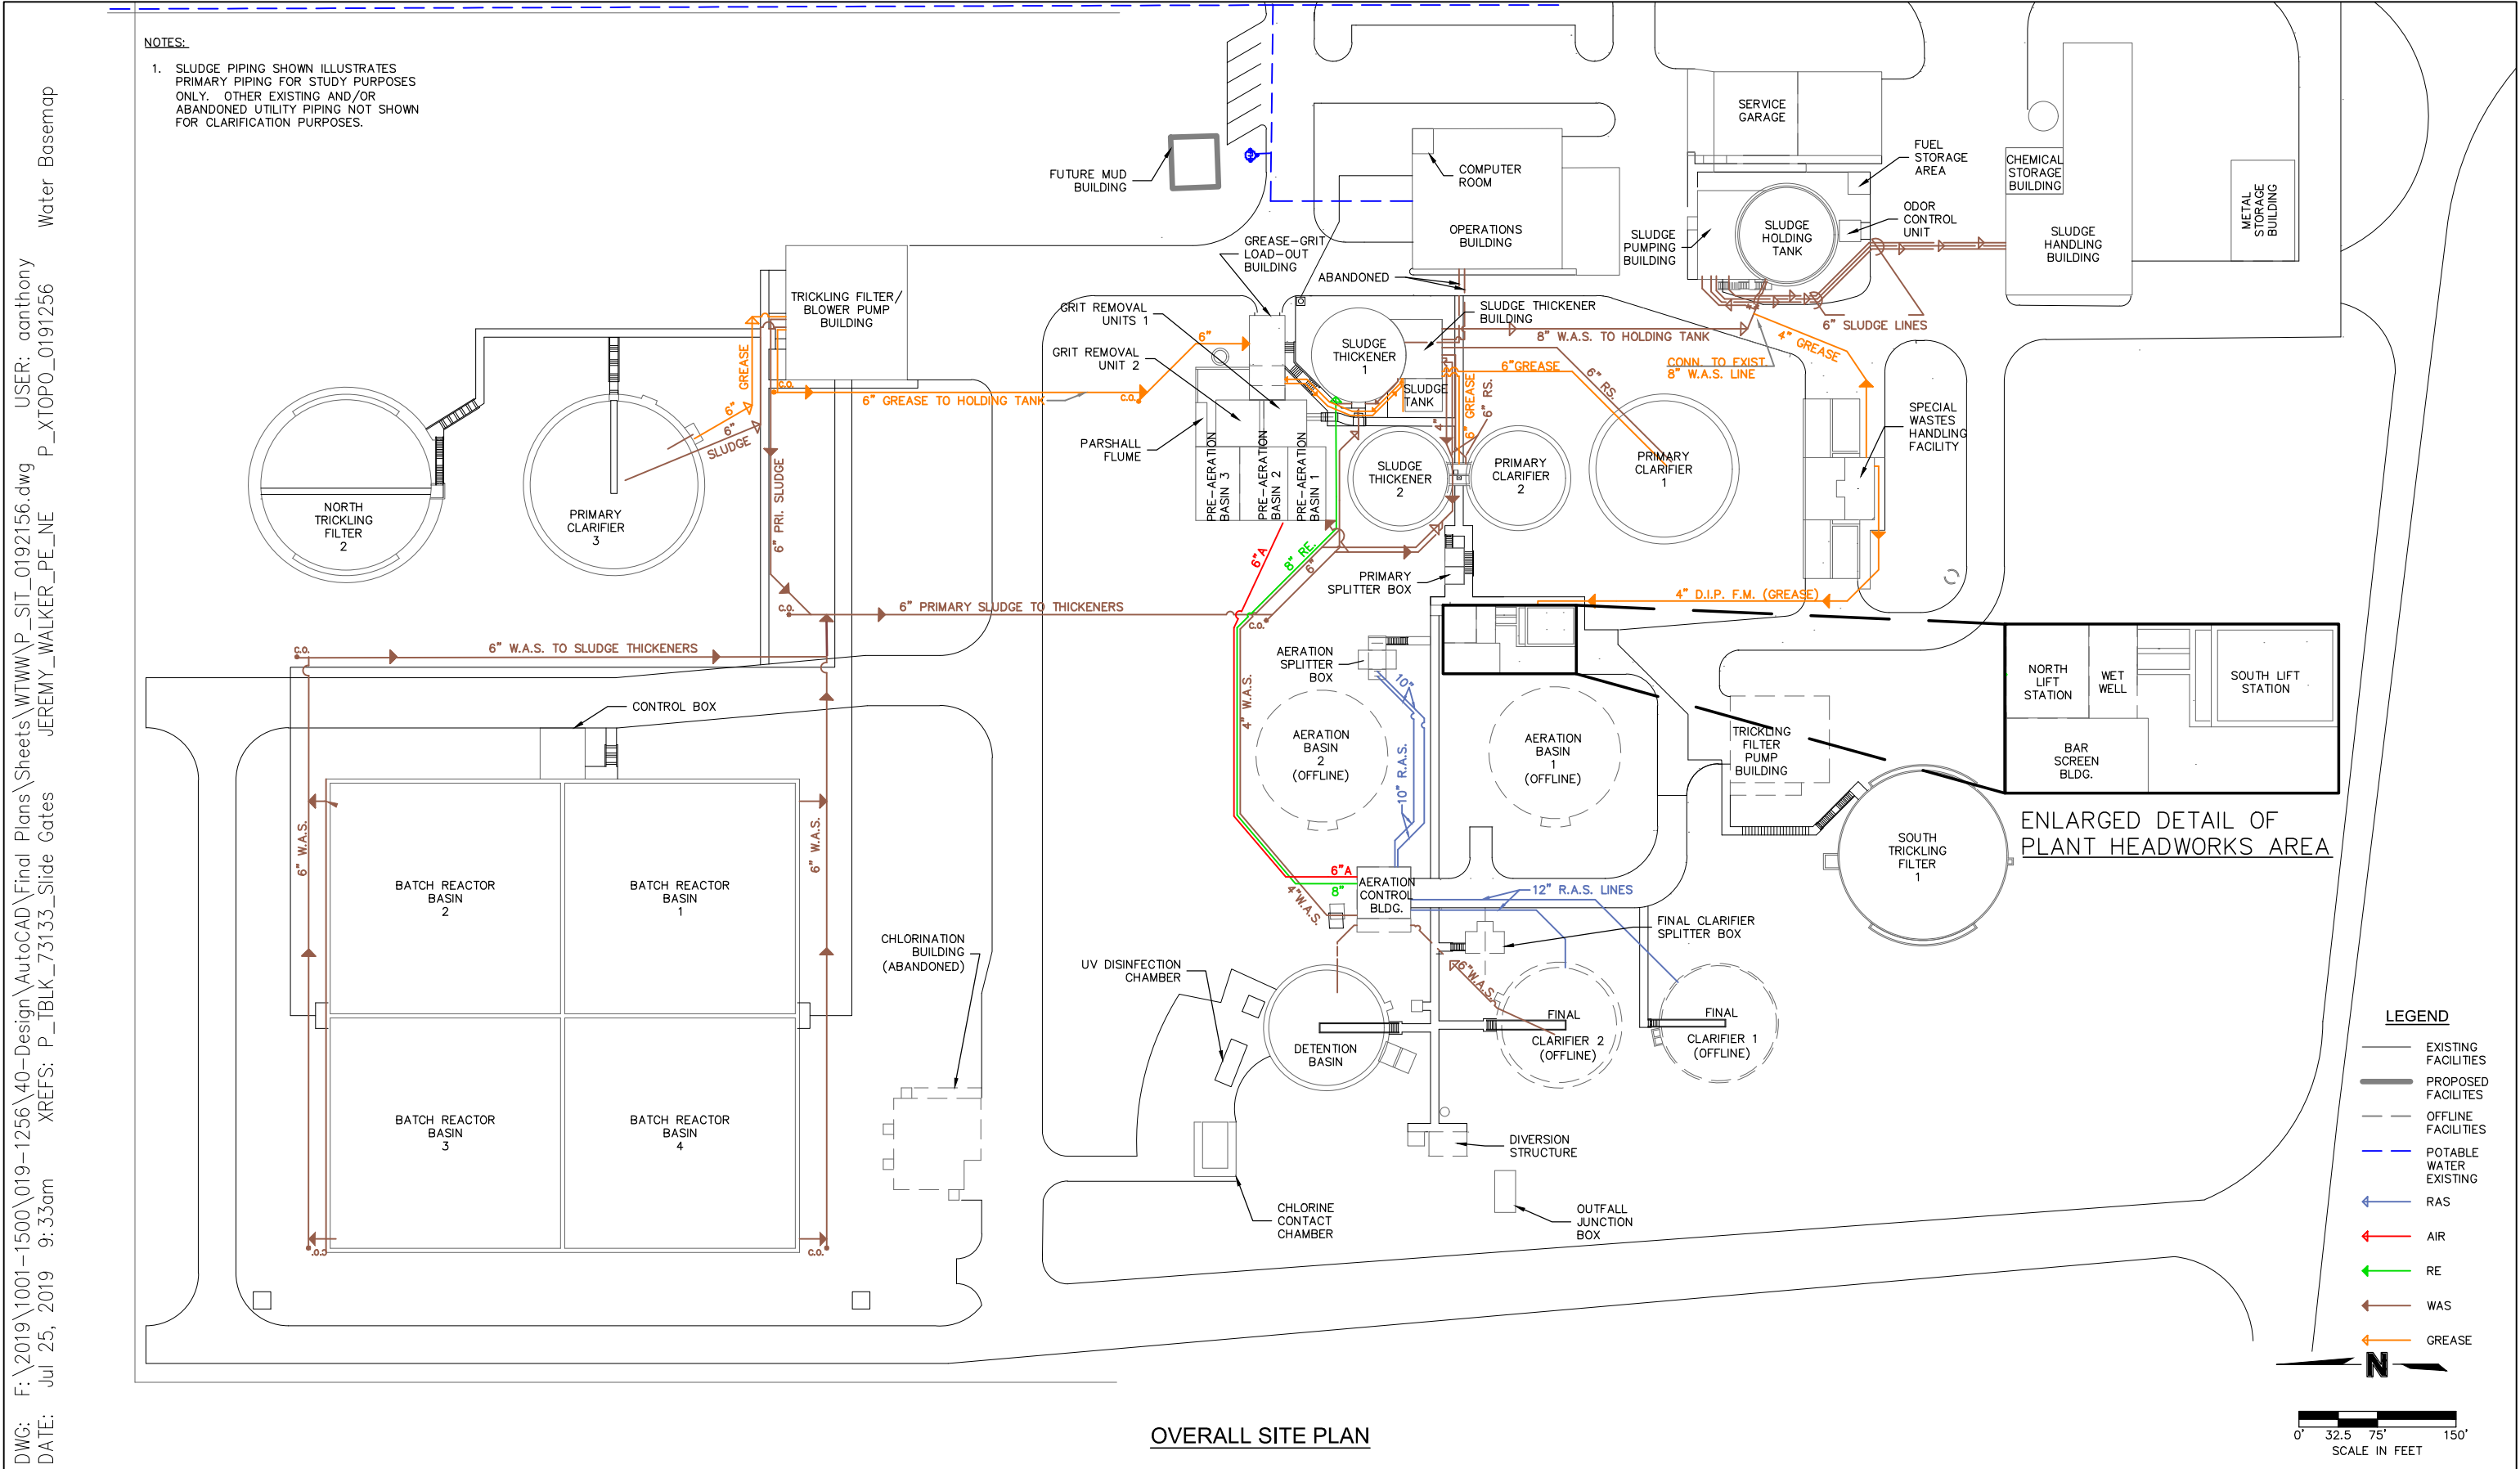 NOTES:
1. SLUDGE PIPING SHOWN ILLUSTRATES
PRIMARY PIPING FOR STUDY PURPOSES
ONLY. OTHER EXISTING AND/OR
ABANDONED UTILITY PIPING NOT SHOWN
FOR CLARIFICATION PURPOSES.
DWG: F:\2019\1001-1500\019-1256\40-Design\AutoCAD\Final Plans\Sheets\WTWW\P_SIT_0192156.dwg USER: aanthony
DATE: Jul 25, 2019 9:33am XREFS: P_TBLK_73133_Slide Gates JEREMY_WALKER_PE_NE P_XTOPO_0191256 Water Basemap
FUTURE MUD
BUILDING
COMPUTER
ROOM
OPERATIONS
BUILDING
SERVICE
GARAGE
FUEL
STORAGE
AREA
CHEMICAL
STORAGE
BUILDING
METAL
STORAGE
BUILDING
ODOR
CONTROL
UNIT
SLUDGE
HOLDING
TANK
SLUDGE
PUMPING
BUILDING
SLUDGE
HANDLING
BUILDING
GREASE-GRIT
LOAD-OUT
BUILDING
ABANDONED
TRICKLING FILTER/
BLOWER PUMP
BUILDING
GRIT REMOVAL
UNITS 1
GRIT REMOVAL
UNIT 2
6"
SLUDGE
THICKENER
1
SLUDGE THICKENER
BUILDING
8" W.A.S. TO HOLDING TANK
6" SLUDGE LINES
4" GREASE
CONN. TO EXIST.
8" W.A.S. LINE
6"GREASE
6" RS.
SLUDGE
TANK
6" GREASE
6" RS.
4"
GREASE
6"
6"
SLUDGE
C.O.
6" GREASE TO HOLDING TANK
C.O.
PARSHALL
FLUME
PRE-AERATION
BASIN 3
PRE-AERATION
BASIN 2
PRE-AERATION
BASIN 1
SLUDGE
THICKENER
2
PRIMARY
CLARIFIER
2
PRIMARY
CLARIFIER
1
SPECIAL
WASTES
HANDLING
FACILITY
NORTH
TRICKLING
FILTER
2
PRIMARY
CLARIFIER
3
6" PRI. SLUDGE
6"A
8" RE.
6"
PRIMARY
SPLITTER BOX
4" D.I.P. F.M. (GREASE)
C.O.
6" PRIMARY SLUDGE TO THICKENERS
C.O.
C.O.
6" W.A.S. TO SLUDGE THICKENERS
AERATION
SPLITTER
BOX
10"
NORTH
LIFT
STATION
WET
WELL
SOUTH LIFT
STATION
BAR
SCREEN
BLDG.
ENLARGED DETAIL OF
PLANT HEADWORKS AREA
CONTROL BOX
4" W.A.S.
AERATION
BASIN
2
(OFFLINE)
10" R.A.S.
AERATION
BASIN
1
(OFFLINE)
TRICKLING
FILTER
PUMP
BUILDING
SOUTH
TRICKLING
FILTER
1
6" W.A.S.
6" W.A.S.
BATCH REACTOR
BASIN
2
BATCH REACTOR
BASIN
1
6"A
8"
4"W.A.S.
AERATION
CONTROL
BLDG.
12" R.A.S. LINES
FINAL CLARIFIER
SPLITTER BOX
CHLORINATION
BUILDING
(ABANDONED)
UV DISINFECTION
CHAMBER
6"W.A.S.
DETENTION
BASIN
FINAL
CLARIFIER 2
(OFFLINE)
FINAL
CLARIFIER 1
(OFFLINE)
BATCH REACTOR
BASIN
3
BATCH REACTOR
BASIN
4
C.O.
C.O.
DIVERSION
STRUCTURE
CHLORINE
CONTACT
CHAMBER
OUTFALL
JUNCTION
BOX
LEGEND
EXISTING
FACILITIES
PROPOSED
FACILITES
OFFLINE
FACILITIES
POTABLE
WATER
EXISTING
RAS
AIR
RE
WAS
GREASE
N
0' 32.5 75' 150'
SCALE IN FEET
OVERALL SITE PLAN